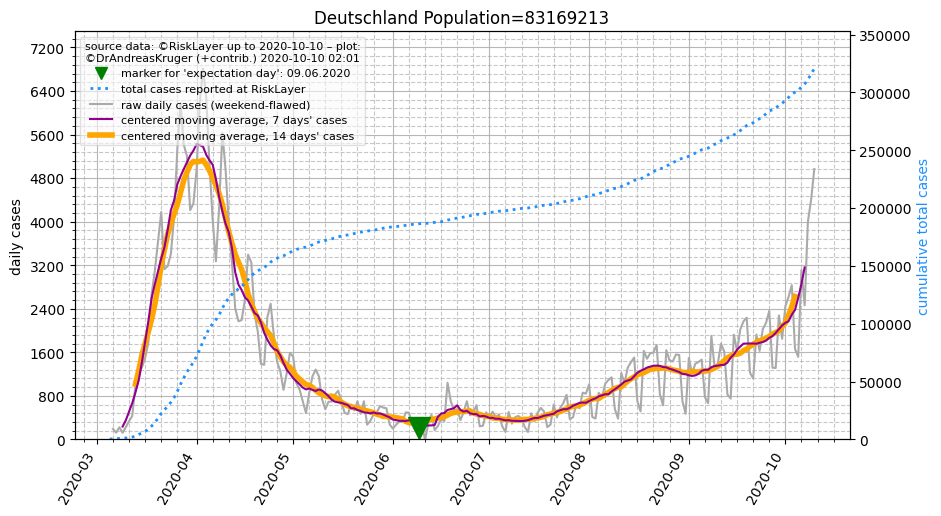 Deutschland Population=83169213
source data: ©RiskLayer up to 2020-10-10 – plot:
©DrAndreasKruger (+contrib.) 2020-10-10 02:01
marker for 'expectation day': 09.06.2020
total cases reported at RiskLayer
raw daily cases (weekend-flawed)
centered moving average, 7 days' cases
centered moving average, 14 days' cases
daily cases
7200
6400
5600
4800
4000
3200
2400
1600
800
0
cumulative total cases
350000
300000
250000
200000
150000
100000
50000
0
2020-03
2020-04
2020-05
2020-06
2020-07
2020-08
2020-09
2020-10